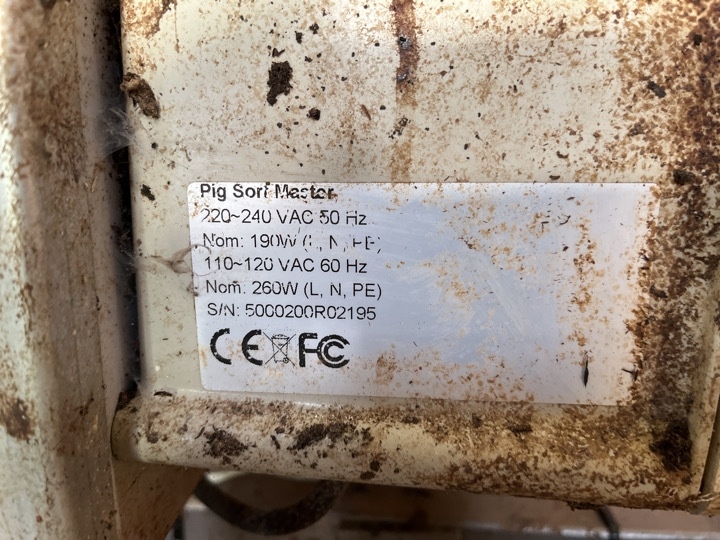 Pig Sort Master
220~240 VAC 50 Hz
Nom: 190W (L, N, PE)
110~120 VAC 60 Hz
Nom: 260W (L, N, PE)
S/N: 5000200R02195
CE FC